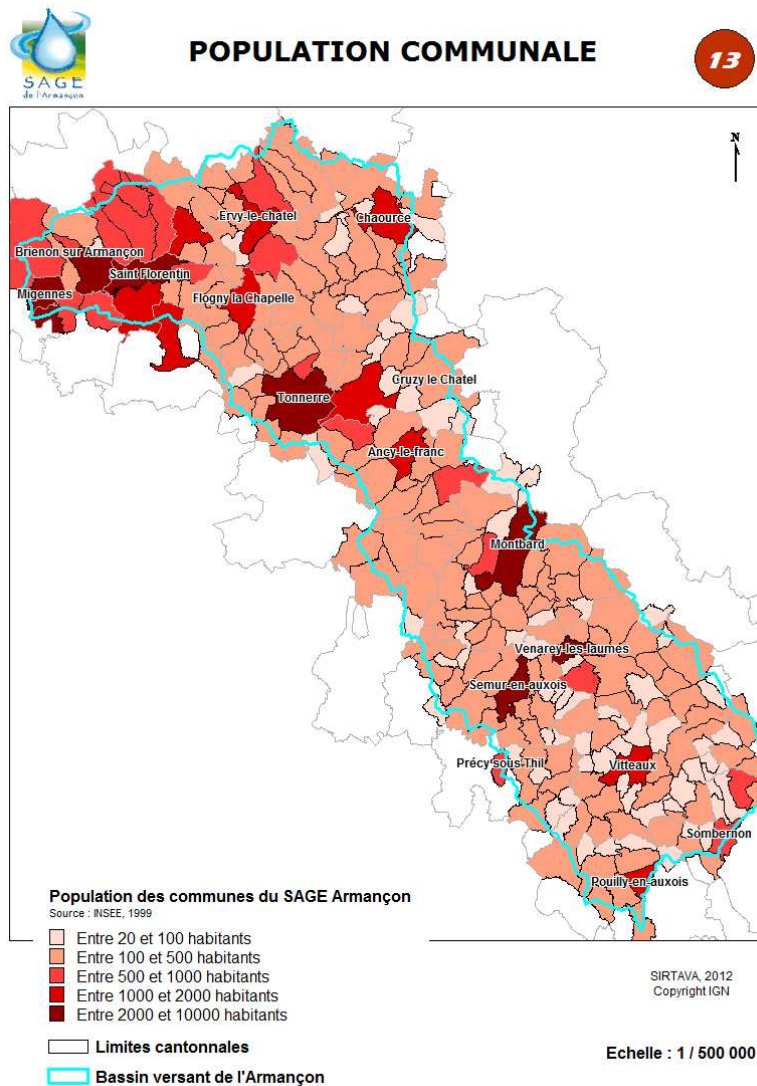 SAGE
de l'Armançon
POPULATION COMMUNALE
13
N
Ervy-le-chatel
Chaource
Brienon sur Armançon
Saint Florentin
Migennes
Flogny la Chapelle
Cruzy le Chatel
Tonnerre
Ancy-le-franc
Montbard
Venarey-les-laumes
Semur-en-auxois
Précy sous Thil
Vitteaux
Sombernon
Pouilly-en-auxois
Population des communes du SAGE Armançon
Source : INSEE, 1999
Entre 20 et 100 habitants
Entre 100 et 500 habitants
Entre 500 et 1000 habitants
Entre 1000 et 2000 habitants
Entre 2000 et 10000 habitants
Limites cantonnales
Bassin versant de l'Armançon
SIRTAVA, 2012
Copyright IGN
Echelle : 1 / 500 000